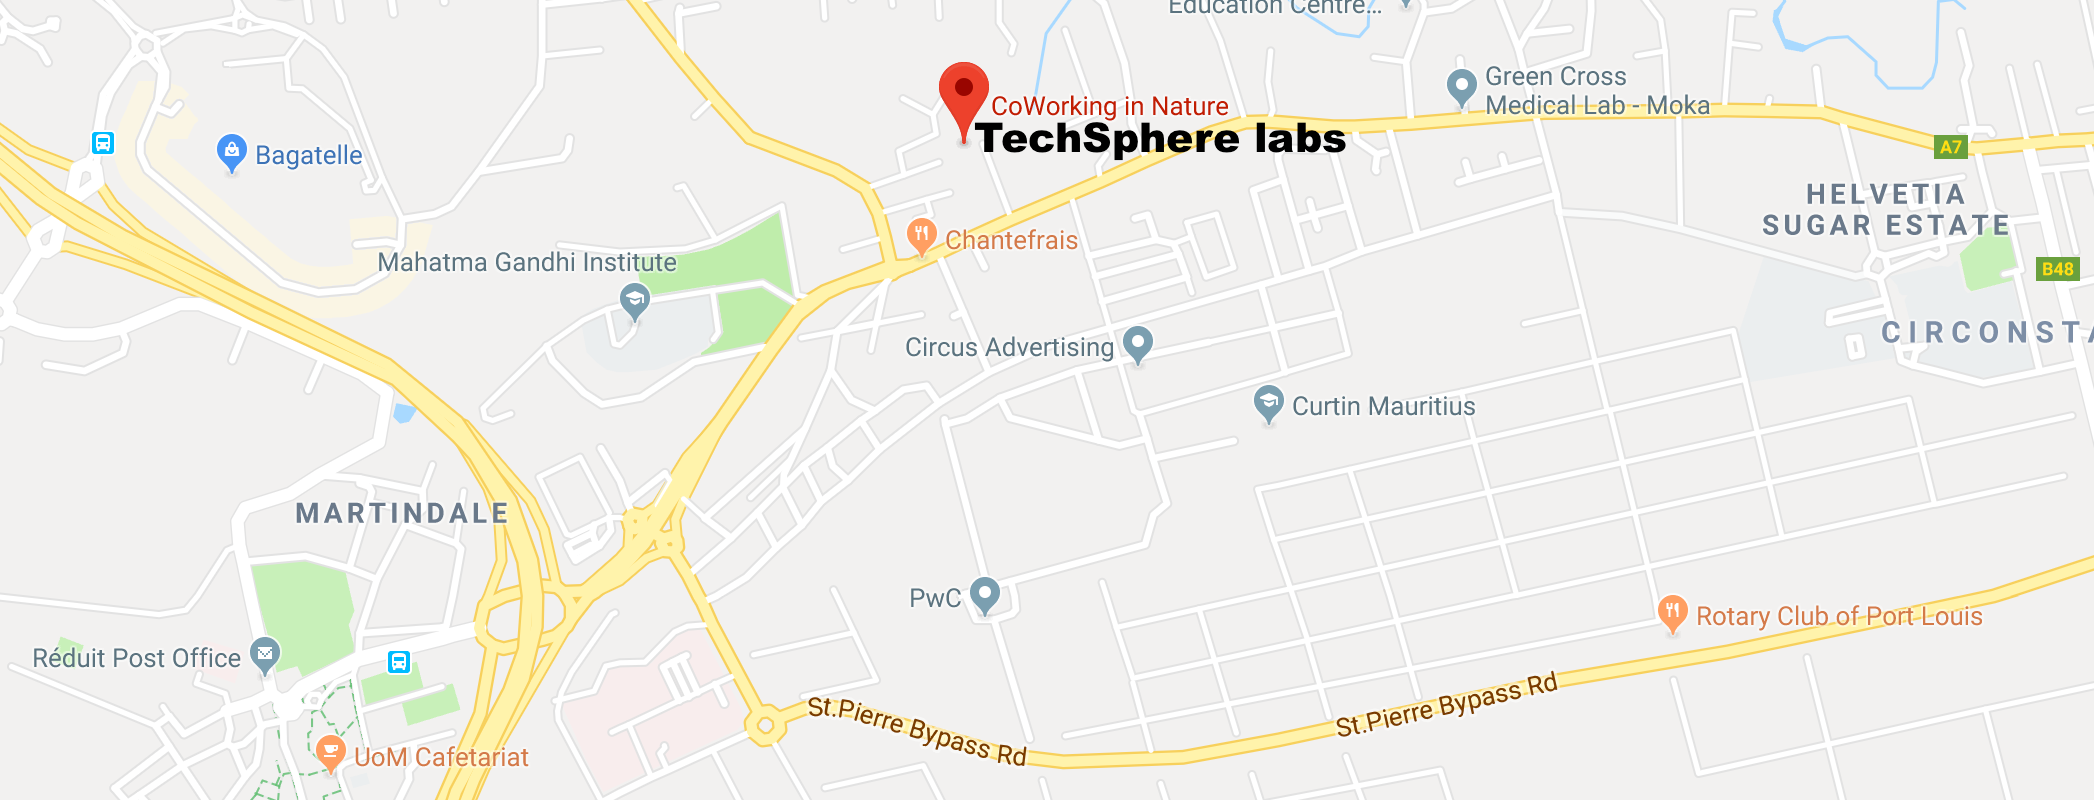 Education Centre...
Green Cross
Medical Lab - Moka
CoWorking in Nature
TechSphere labs
A7
Bagatelle
HELVETIA
SUGAR ESTATE
Chantefrais
Mahatma Gandhi Institute
B48
CIRCONSTA
Circus Advertising
Curtin Mauritius
MARTINDALE
PwC
Rotary Club of Port Louis
Réduit Post Office
St.Pierre Bypass Rd
St.Pierre Bypass Rd
UoM Cafetariat